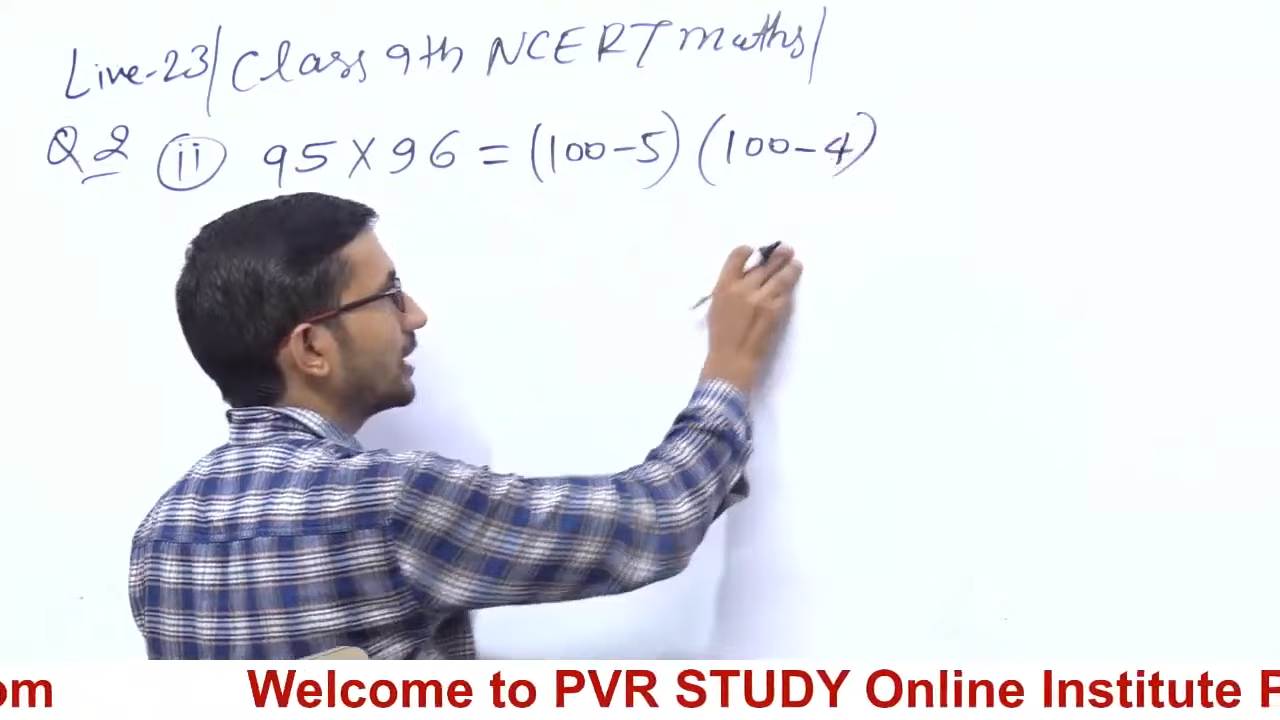 Live-23/Class 9th NCERT maths/
Q2 (ii) 95×96=(100-5)(100-4)
om Welcome to PVR STUDY Online Institute P